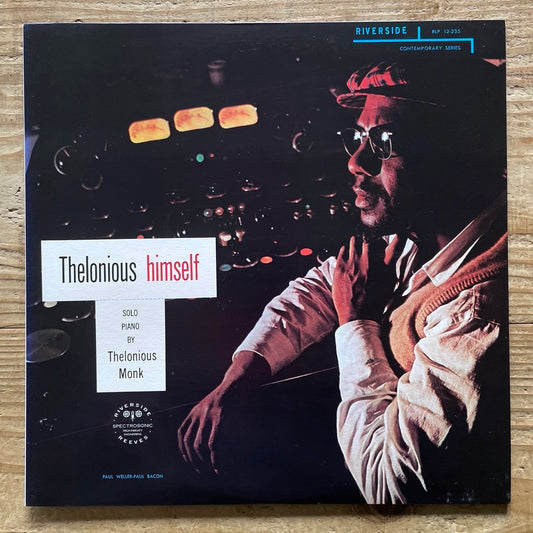 RIVERSIDE
RLP 12-235
CONTEMPORARY SERIES
Thelonious himself
SOLO
PIANO
BY
Thelonious
Monk
RIVERSIDE
SPECTROSONIC
REEVES
PAUL WELLER-PAUL BACON